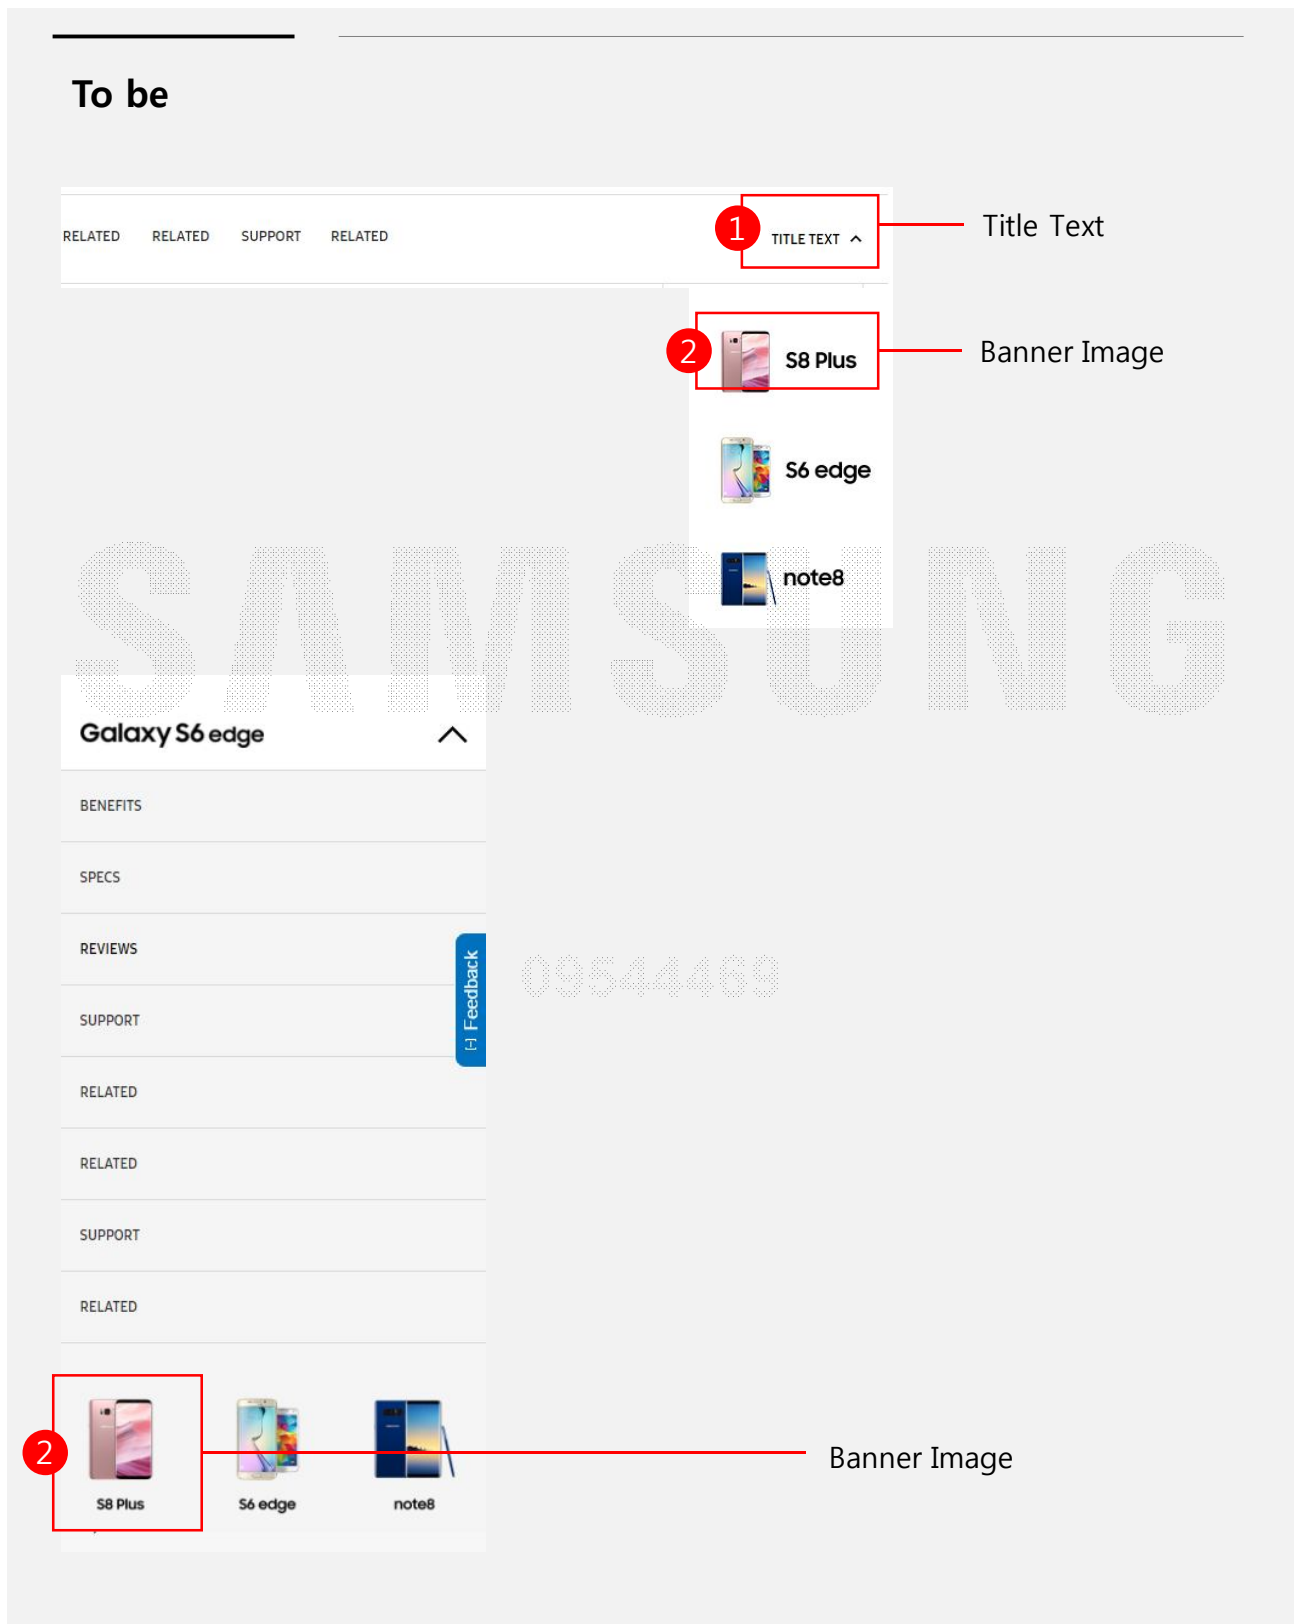 To be
RELATED RELATED SUPPORT RELATED
1 TITLE TEXT Title Text
2 S8 Plus Banner Image
S6 edge
note8
SAMSUNG
Galaxy S6 edge
BENEFITS
SPECS
REVIEWS
[-] Feedback
09544469
SUPPORT
RELATED
RELATED
SUPPORT
RELATED
2 Banner Image
S8 Plus S6 edge note8